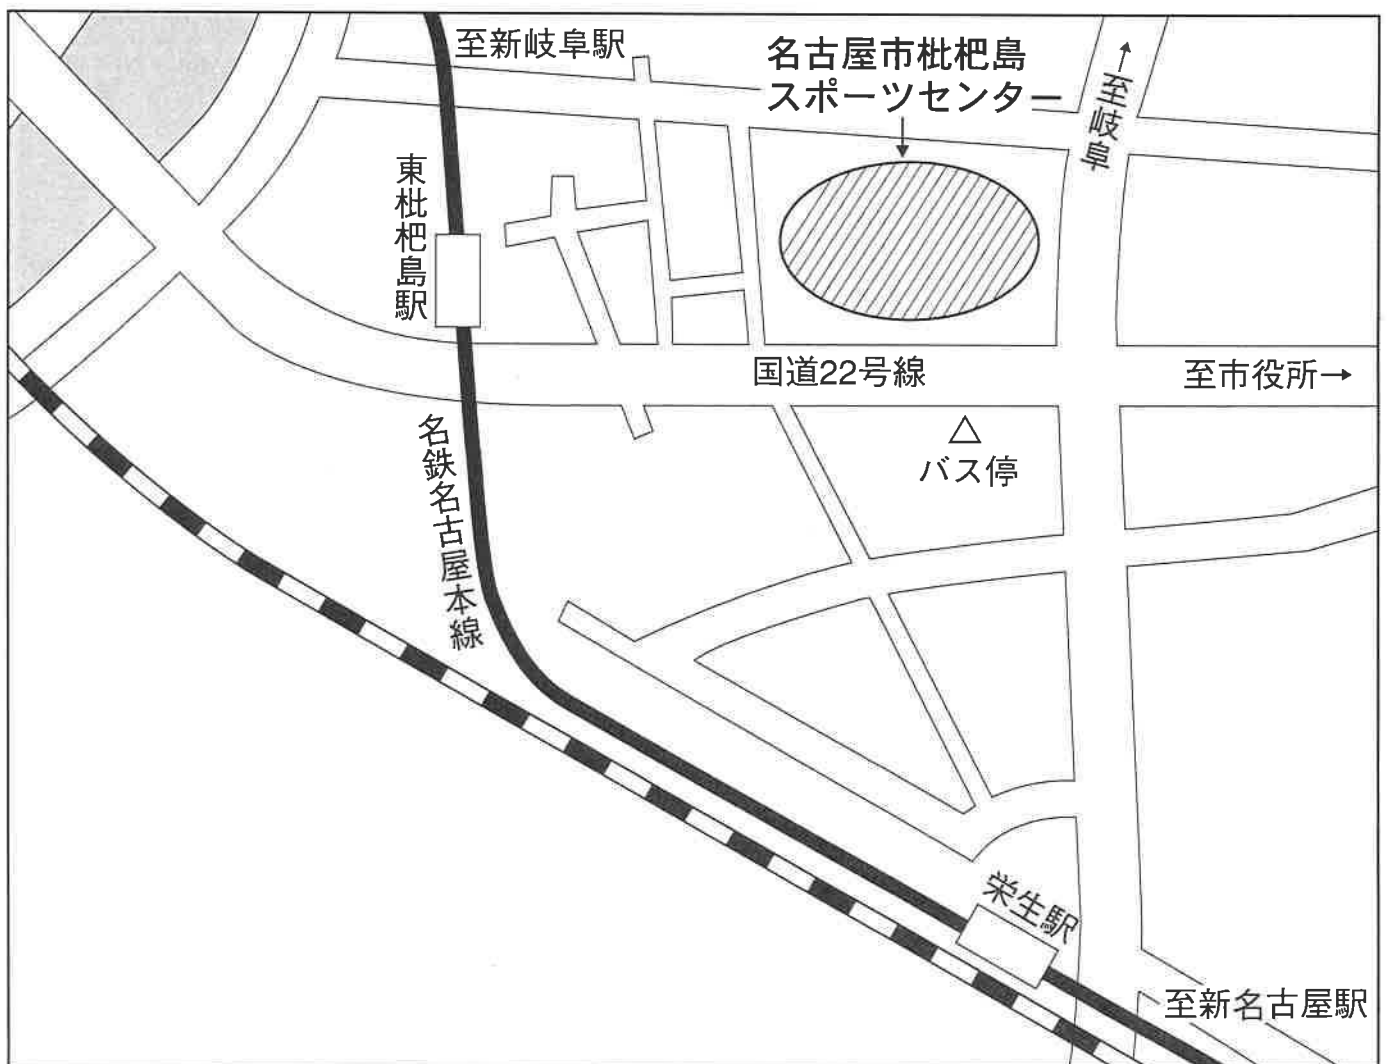 至新岐阜駅
名古屋市枇杷島
スポーツセンター
至岐阜
東枇杷島駅
国道22号線
至市役所→
バス停
名鉄名古屋本線
栄生駅
至新名古屋駅